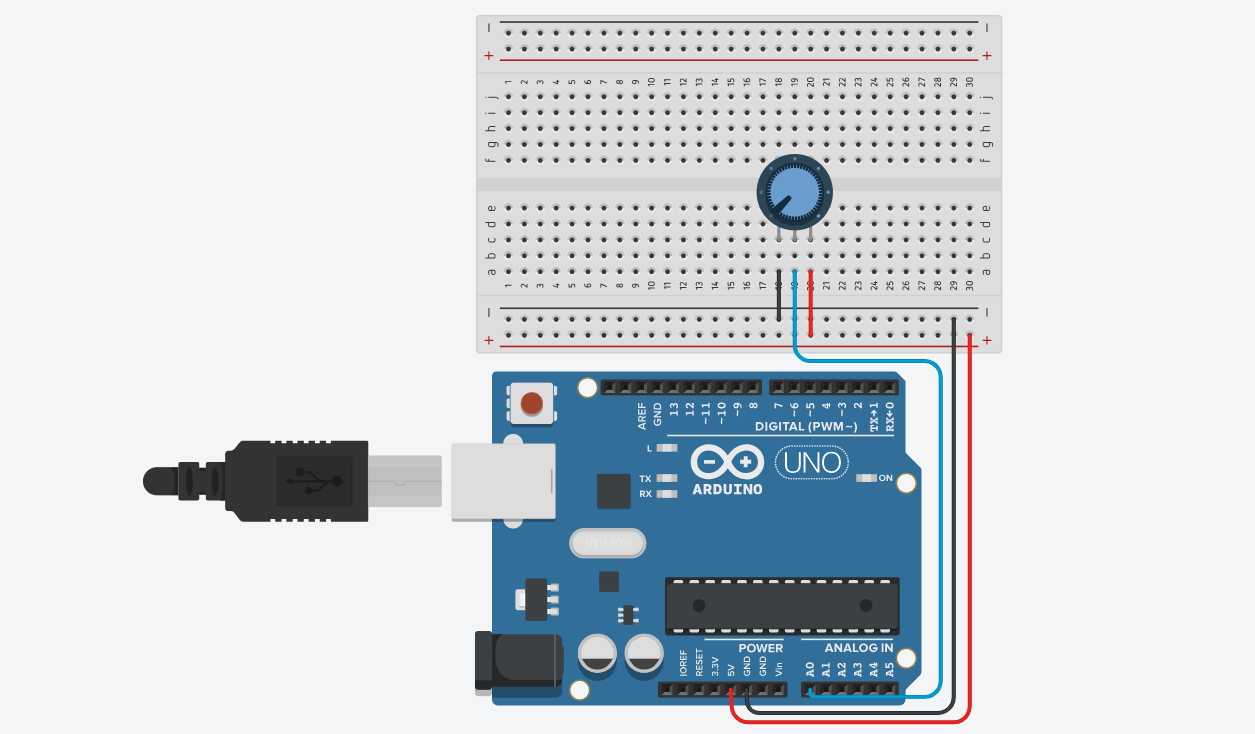 − −
+ +
1 2 3 4 5 6 7 8 9 10 11 12 13 14 15 16 17 18 19 20 21 22 23 24 25 26 27 28 29 30
j j
i i
h h
g g
f f
e e
d d
c c
b b
a a
1 2 3 4 5 6 7 8 9 10 11 12 13 14 15 16 17 18 19 20 21 22 23 24 25 26 27 28 29 30
− −
+ +
AREF GND 13 12 ~11 ~10 ~9 8 7 ~6 ~5 4 ~3 2 TX→1 RX←0
DIGITAL (PWM~)
L
TX
RX
ARDUINO
UNO
ON
POWER
ANALOG IN
IOREF RESET 3.3V 5V GND GND Vin A0 A1 A2 A3 A4 A5